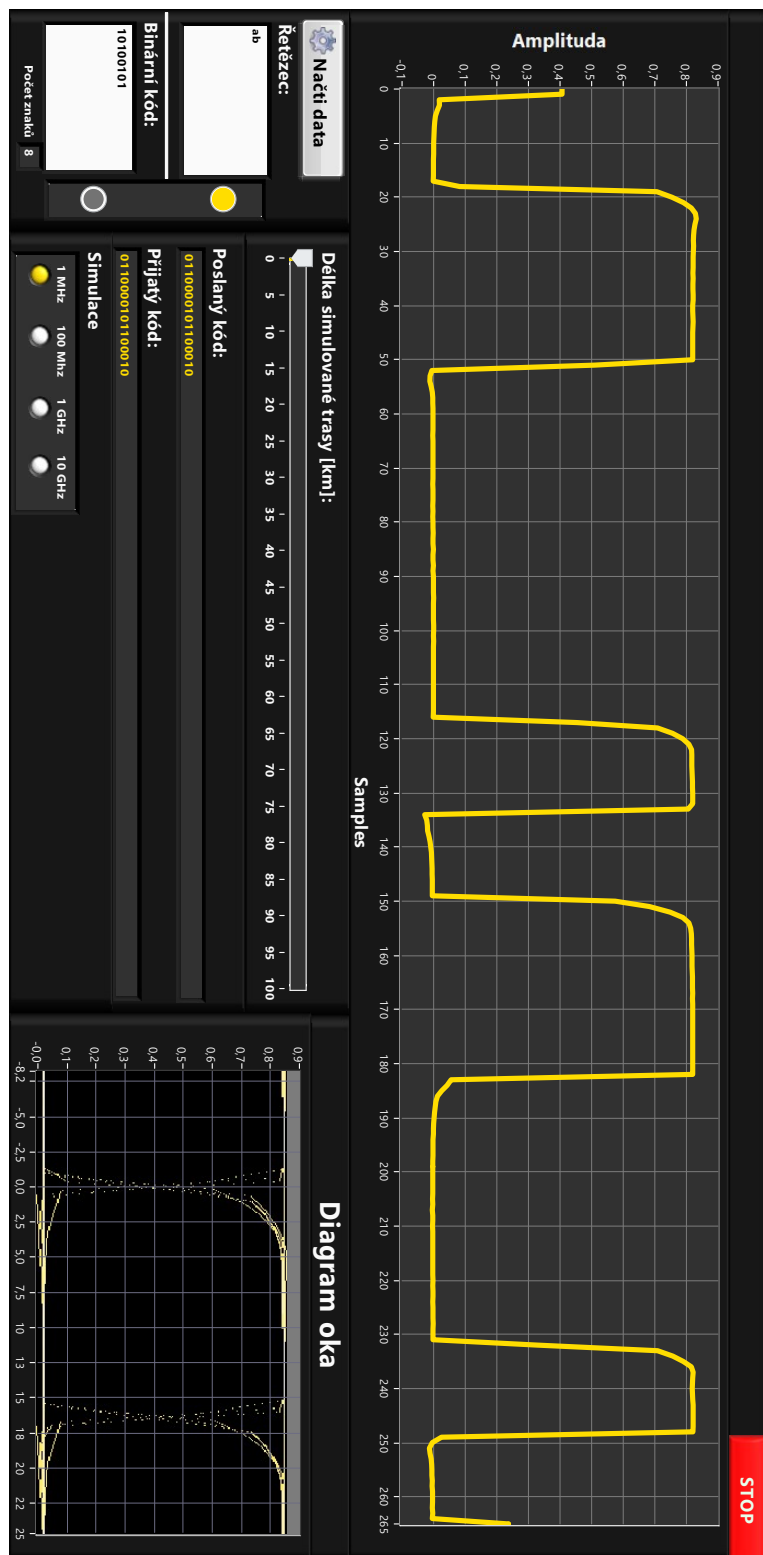 STOP
Amplituda
0,9
0,8
0,7
0,6
0,5
0,4
0,3
0,2
0,1
0
-0,1
0 10 20 30 40 50 60 70 80 90 100 110 120 130 140 150 160 170 180 190 200 210 220 230 240 250 260 265
Samples
Načti data
Řetězec:
ab
Binární kód:
10100101
Počet znaků 8
Délka simulované trasy [km]:
0 5 10 15 20 25 30 35 40 45 50 55 60 65 70 75 80 85 90 95 100
Poslaný kód:
0110000101100010
Přijatý kód:
0110000101100010
Simulace
1 MHz 100 Mhz 1 GHz 10 GHz
Diagram oka
0,9
0,8
0,7
0,6
0,5
0,4
0,3
0,2
0,1
-0,0
-8,2 -5,0 -2,5 0,0 2,5 5,0 7,5 10 13 15 18 20 22 25